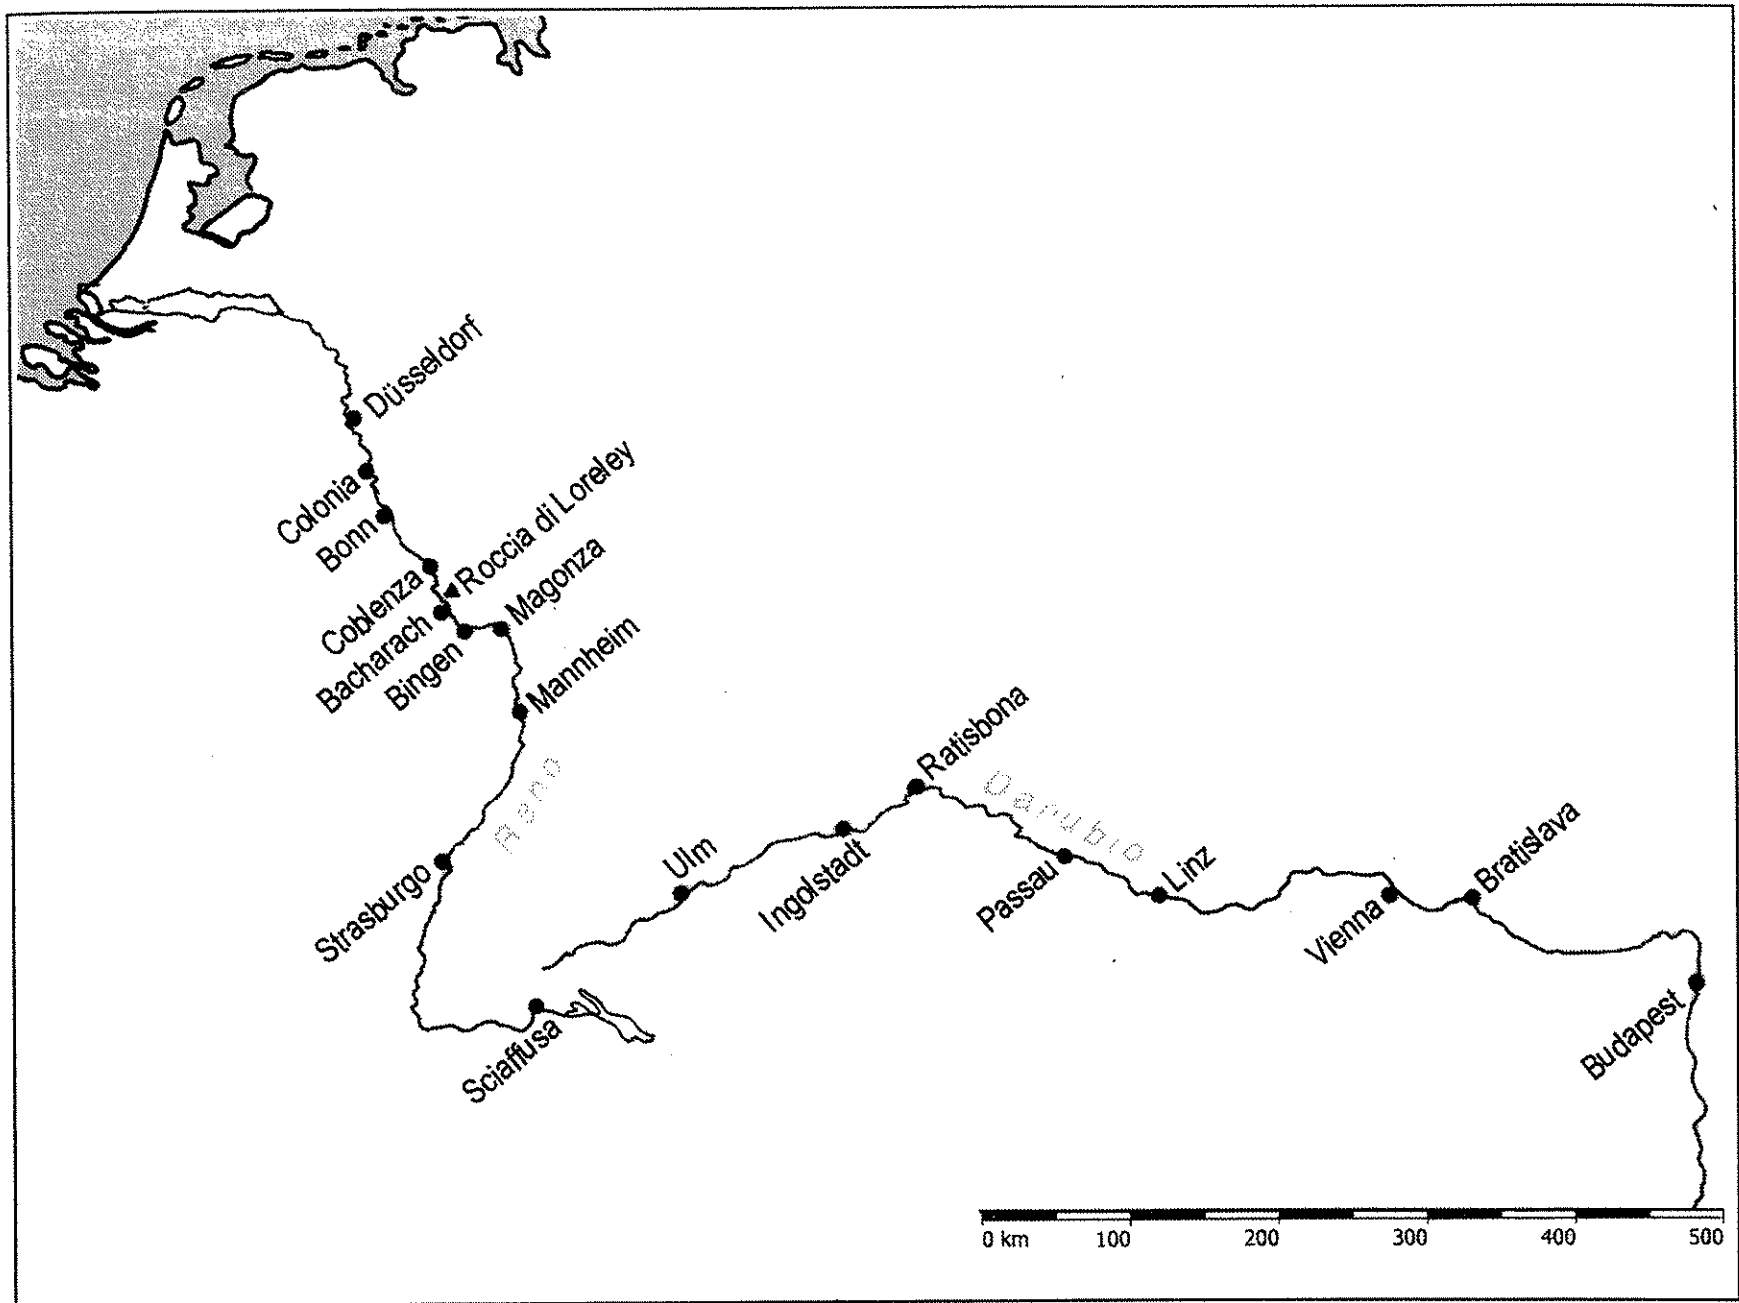 Düsseldorf
Colonia
Bonn
Roccia di Loreley
Coblenza
Magonza
Bacharach
Bingen
Mannheim
Reno
Strasburgo
Sciaffusa
Ratisbona
Danubio
Ulm
Ingolstadt
Passau
Linz
Vienna
Bratislava
Budapest
0 km 100 200 300 400 500